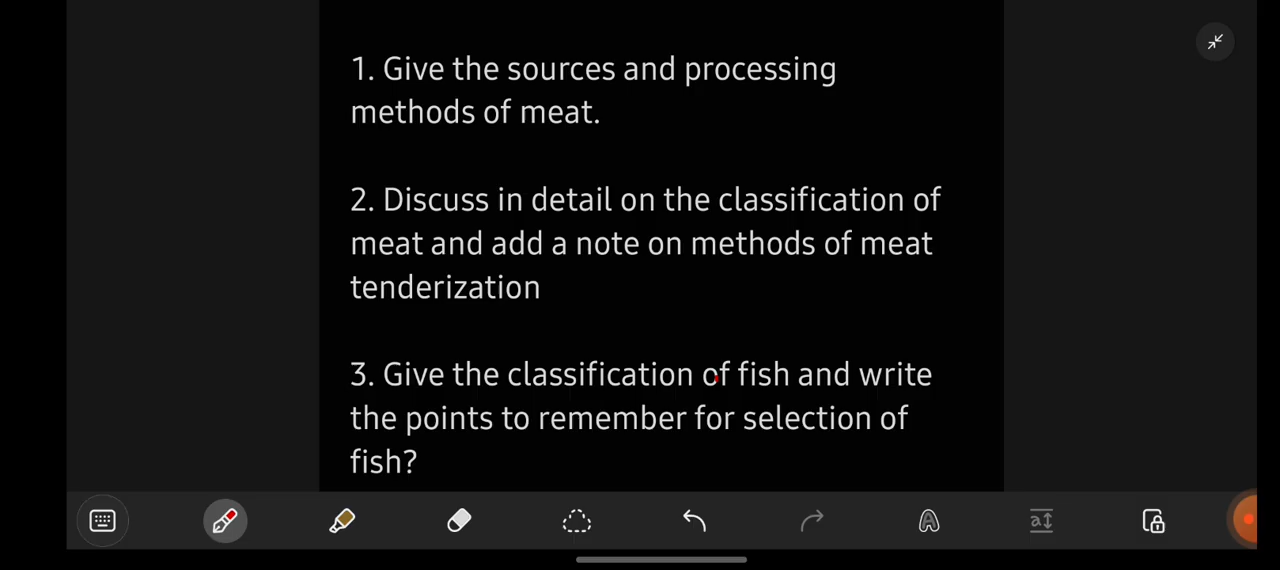 1. Give the sources and processing
methods of meat.
2. Discuss in detail on the classification of
meat and add a note on methods of meat
tenderization
3. Give the classification of fish and write
the points to remember for selection of
fish?